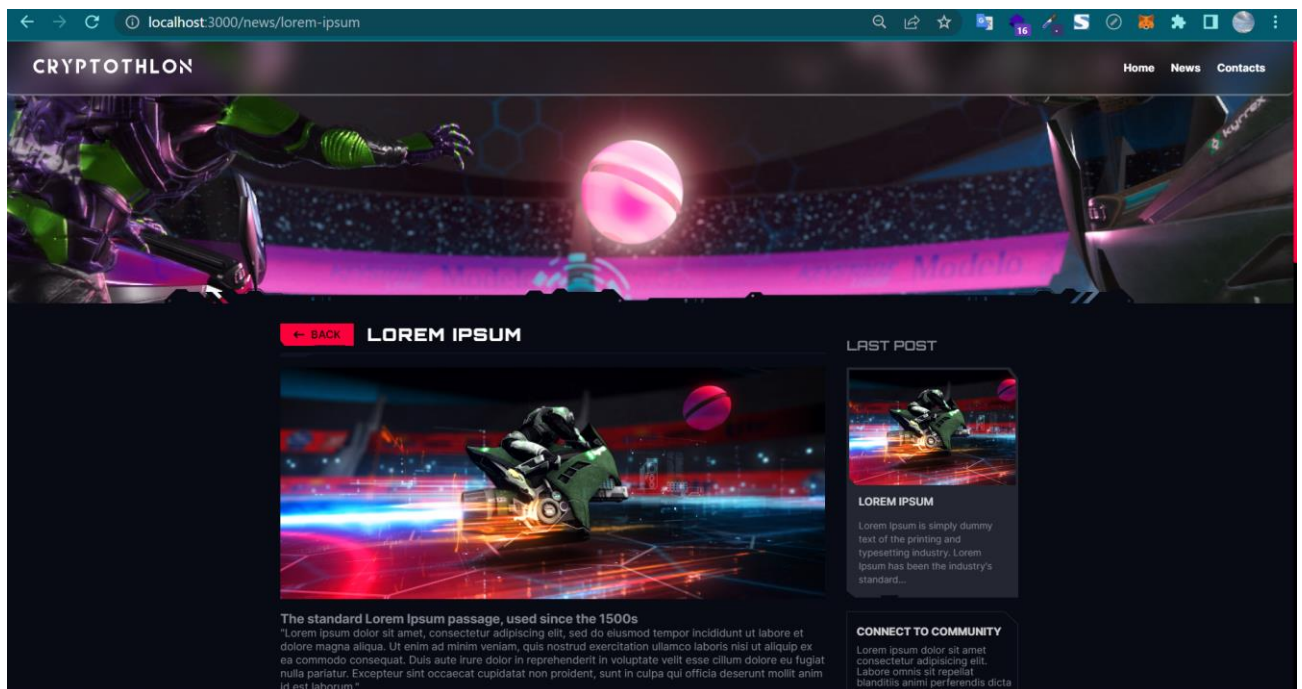 localhost:3000/news/lorem-ipsum
16
CRYPTOTHLON
Home News Contacts
kyrrex
Modelo
Modelo
← BACK
LOREM IPSUM
LAST POST
LOREM IPSUM
Lorem Ipsum is simply dummy
text of the printing and
typesetting industry. Lorem
Ipsum has been the industry's
standard...
The standard Lorem Ipsum passage, used since the 1500s
"Lorem ipsum dolor sit amet, consectetur adipiscing elit, sed do eiusmod tempor incididunt ut labore et
dolore magna aliqua. Ut enim ad minim veniam, quis nostrud exercitation ullamco laboris nisi ut aliquip ex
ea commodo consequat. Duis aute irure dolor in reprehenderit in voluptate velit esse cillum dolore eu fugiat
nulla pariatur. Excepteur sint occaecat cupidatat non proident, sunt in culpa qui officia deserunt mollit anim
id est laborum."
CONNECT TO COMMUNITY
Lorem ipsum dolor sit amet
consectetur adipisicing elit.
Labore omnis sit repellat
blanditiis animi perferendis dicta